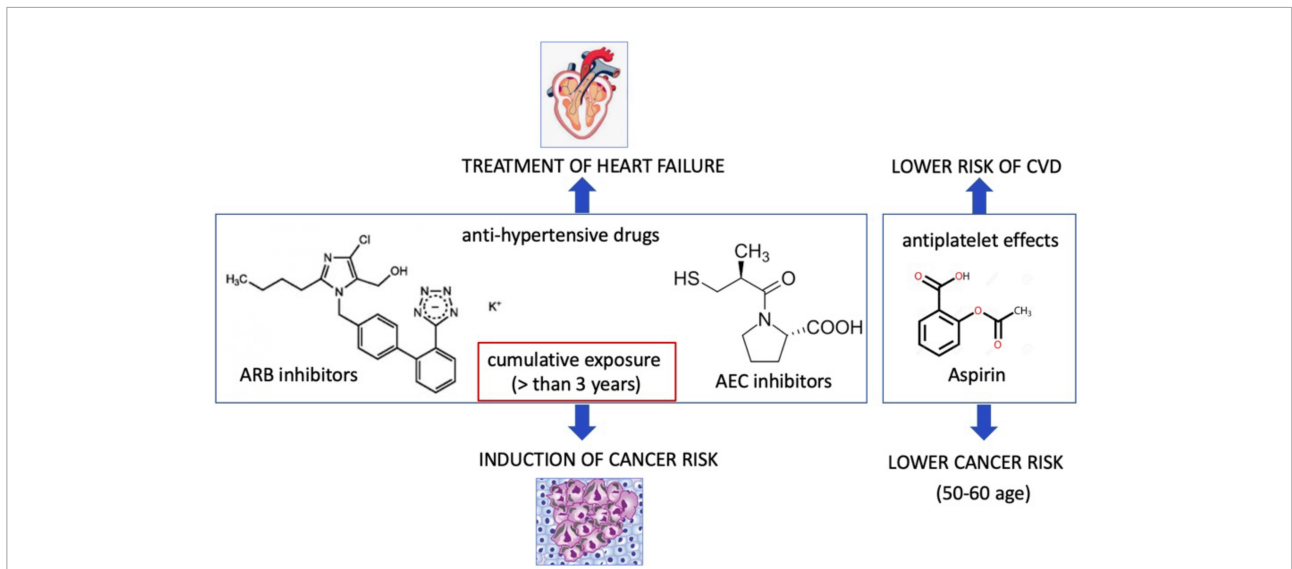 TREATMENT OF HEART FAILURE
LOWER RISK OF CVD
anti-hypertensive drugs
antiplatelet effects
Cl
N
OH
H₃C
N
N N
N N
−
K⁺
CH₃
HS
O
N
COOH
O
OH
O
CH₃
O
ARB inhibitors
cumulative exposure
(> than 3 years)
AEC inhibitors
Aspirin
INDUCTION OF CANCER RISK
LOWER CANCER RISK
(50-60 age)